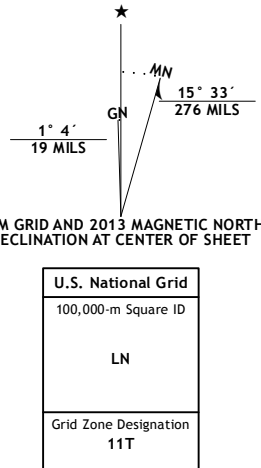 MN
GN
15° 33´
276 MILS
1° 4´
19 MILS
M GRID AND 2013 MAGNETIC NORTH
ECLINATION AT CENTER OF SHEET
U.S. National Grid
100,000-m Square ID
LN
Grid Zone Designation
11T